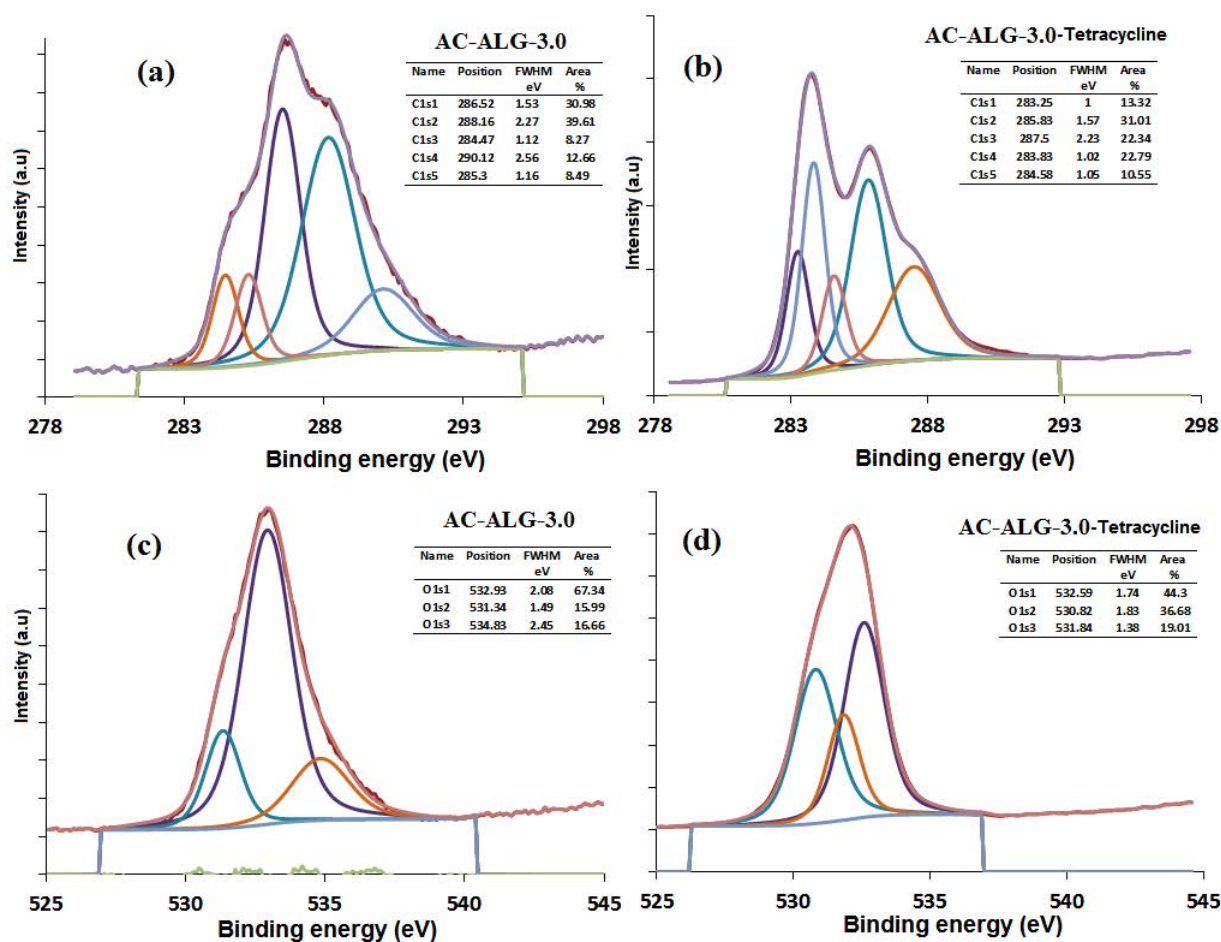 (a)
AC-ALG-3.0
Name Position FWHM eV Area %
C1s1 286.52 1.53 30.98
C1s2 288.16 2.27 39.61
C1s3 284.47 1.12 8.27
C1s4 290.12 2.56 12.66
C1s5 285.3 1.16 8.49
Intensity (a.u)
278 283 288 293 298
Binding energy (eV)
(b)
AC-ALG-3.0-Tetracycline
Name Position FWHM eV Area %
C1s1 283.25 1 13.32
C1s2 285.83 1.57 31.01
C1s3 287.5 2.23 22.34
C1s4 283.83 1.02 22.79
C1s5 284.58 1.05 10.55
Intensity (a.u)
278 283 288 293 298
Binding energy (eV)
(c)
AC-ALG-3.0
Name Position FWHM eV Area %
O1s1 532.93 2.08 67.34
O1s2 531.34 1.49 15.99
O1s3 534.83 2.45 16.66
Intensity (a.u)
525 530 535 540 545
Binding energy (eV)
(d)
AC-ALG-3.0-Tetracycline
Name Position FWHM eV Area %
O1s1 532.59 1.74 44.3
O1s2 530.82 1.83 36.68
O1s3 531.84 1.38 19.01
Intensity (a.u)
525 530 535 540 545
Binding energy (eV)